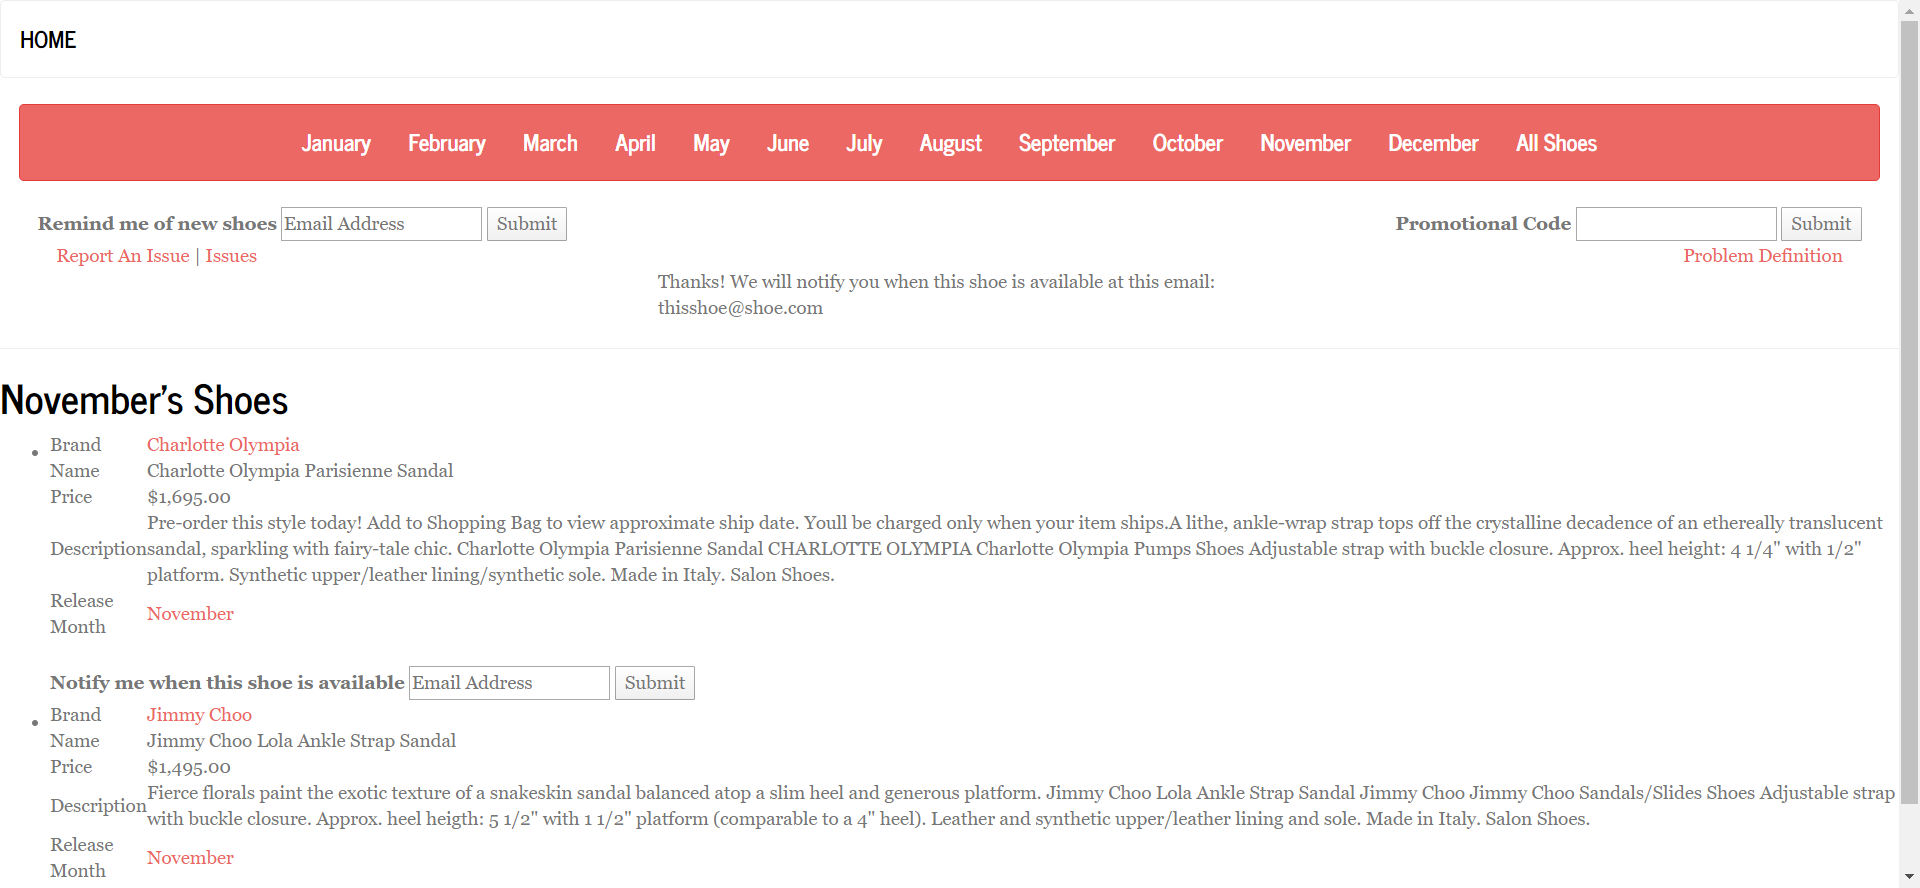 HOME
January February March April May June July August September October November December All Shoes
Remind me of new shoes Email Address Submit Promotional Code Submit
Report An Issue | Issues Problem Definition
Thanks! We will notify you when this shoe is available at this email:
thisshoe@shoe.com
November's Shoes
Brand Charlotte Olympia
Name Charlotte Olympia Parisienne Sandal
Price $1,695.00
Pre-order this style today! Add to Shopping Bag to view approximate ship date. Youll be charged only when your item ships.A lithe, ankle-wrap strap tops off the crystalline decadence of an ethereally translucent
Description sandal, sparkling with fairy-tale chic. Charlotte Olympia Parisienne Sandal CHARLOTTE OLYMPIA Charlotte Olympia Pumps Shoes Adjustable strap with buckle closure. Approx. heel height: 4 1/4" with 1/2"
platform. Synthetic upper/leather lining/synthetic sole. Made in Italy. Salon Shoes.
Release
Month November
Notify me when this shoe is available Email Address Submit
Brand Jimmy Choo
Name Jimmy Choo Lola Ankle Strap Sandal
Price $1,495.00
Description Fierce florals paint the exotic texture of a snakeskin sandal balanced atop a slim heel and generous platform. Jimmy Choo Lola Ankle Strap Sandal Jimmy Choo Jimmy Choo Sandals/Slides Shoes Adjustable strap
with buckle closure. Approx. heel heigth: 5 1/2" with 1 1/2" platform (comparable to a 4" heel). Leather and synthetic upper/leather lining and sole. Made in Italy. Salon Shoes.
Release
Month November